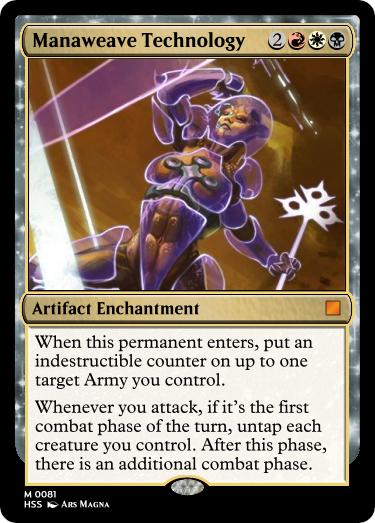 Manaweave Technology 2
Artifact Enchantment
When this permanent enters, put an
indestructible counter on up to one
target Army you control.
Whenever you attack, if it's the first
combat phase of the turn, untap each
creature you control. After this phase,
there is an additional combat phase.
M 0081
HSS Ars Magna